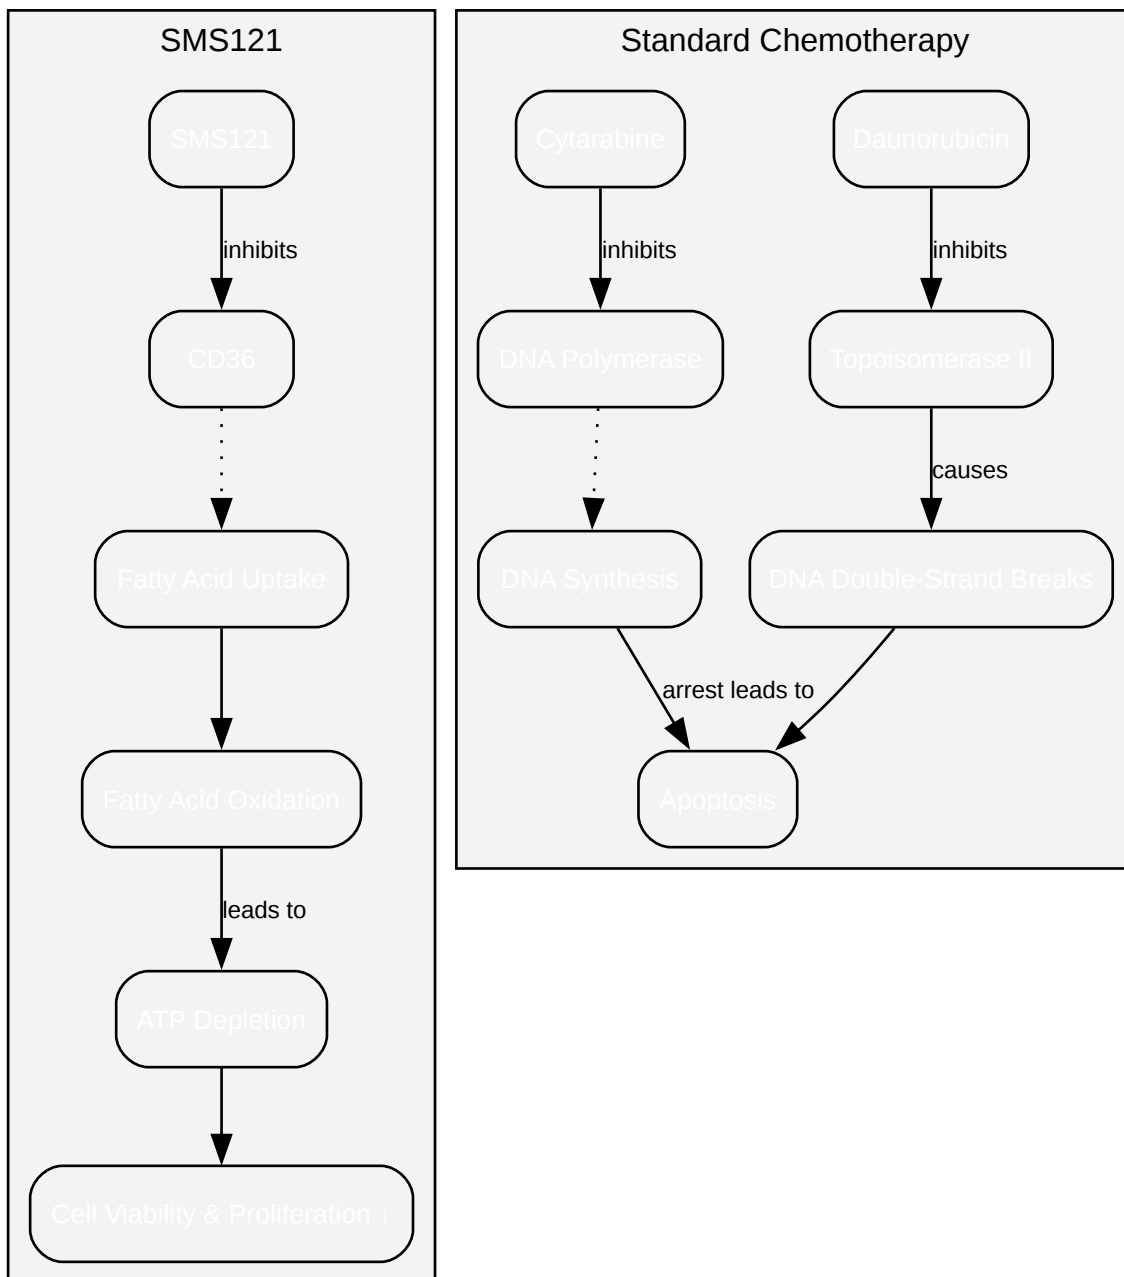 SMS121
SMS121
inhibits
CD36
Fatty Acid Uptake
Fatty Acid Oxidation
leads to
ATP Depletion
Cell Viability & Proliferation ↓
Standard Chemotherapy
Cytarabine
inhibits
DNA Polymerase
DNA Synthesis
arrest leads to
Daunorubicin
inhibits
Topoisomerase II
causes
DNA Double-Strand Breaks
Apoptosis